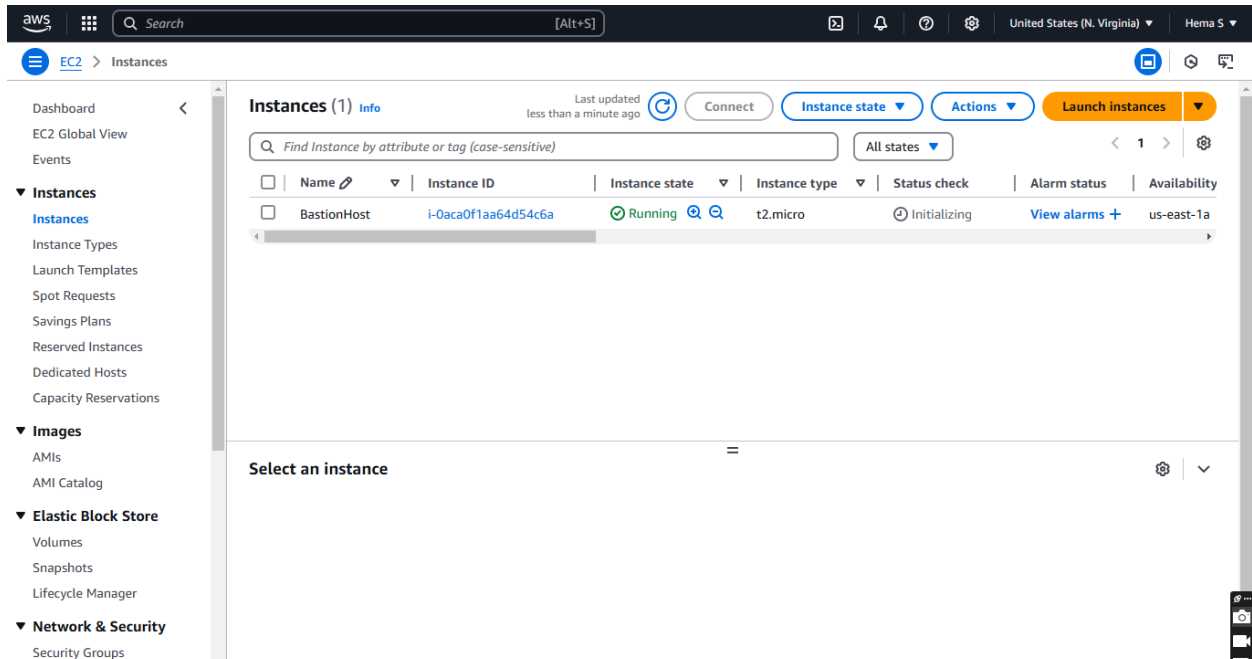 aws Search [Alt+S] United States (N. Virginia) Hema S
EC2 > Instances
Dashboard
EC2 Global View
Events
Instances
Instances
Instance Types
Launch Templates
Spot Requests
Savings Plans
Reserved Instances
Dedicated Hosts
Capacity Reservations
Images
AMIs
AMI Catalog
Elastic Block Store
Volumes
Snapshots
Lifecycle Manager
Network & Security
Security Groups
Instances (1) Info
Last updated
less than a minute ago
Connect Instance state Actions Launch instances
Find Instance by attribute or tag (case-sensitive) All states 1
Name Instance ID Instance state Instance type Status check Alarm status Availability
BastionHost i-0aca0f1aa64d54c6a Running t2.micro Initializing View alarms + us-east-1a
Select an instance